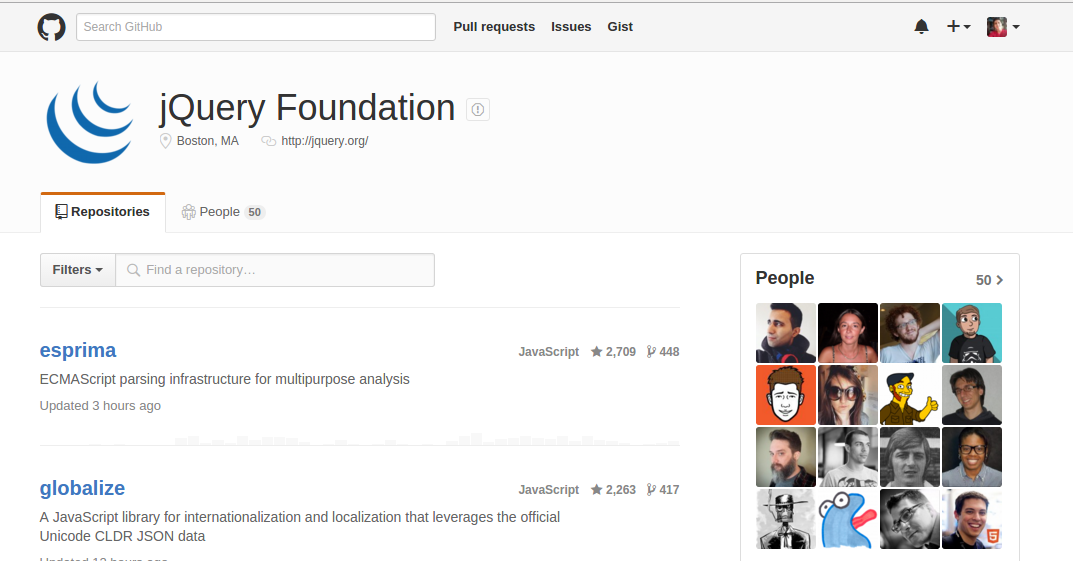 Search GitHub
Pull requests
Issues
Gist
jQuery Foundation
Boston, MA
http://jquery.org/
Repositories
People 50
Filters
Find a repository…
People
50
esprima
JavaScript 2,709 448
ECMAScript parsing infrastructure for multipurpose analysis
Updated 3 hours ago
globalize
JavaScript 2,263 417
A JavaScript library for internationalization and localization that leverages the official
Unicode CLDR JSON data